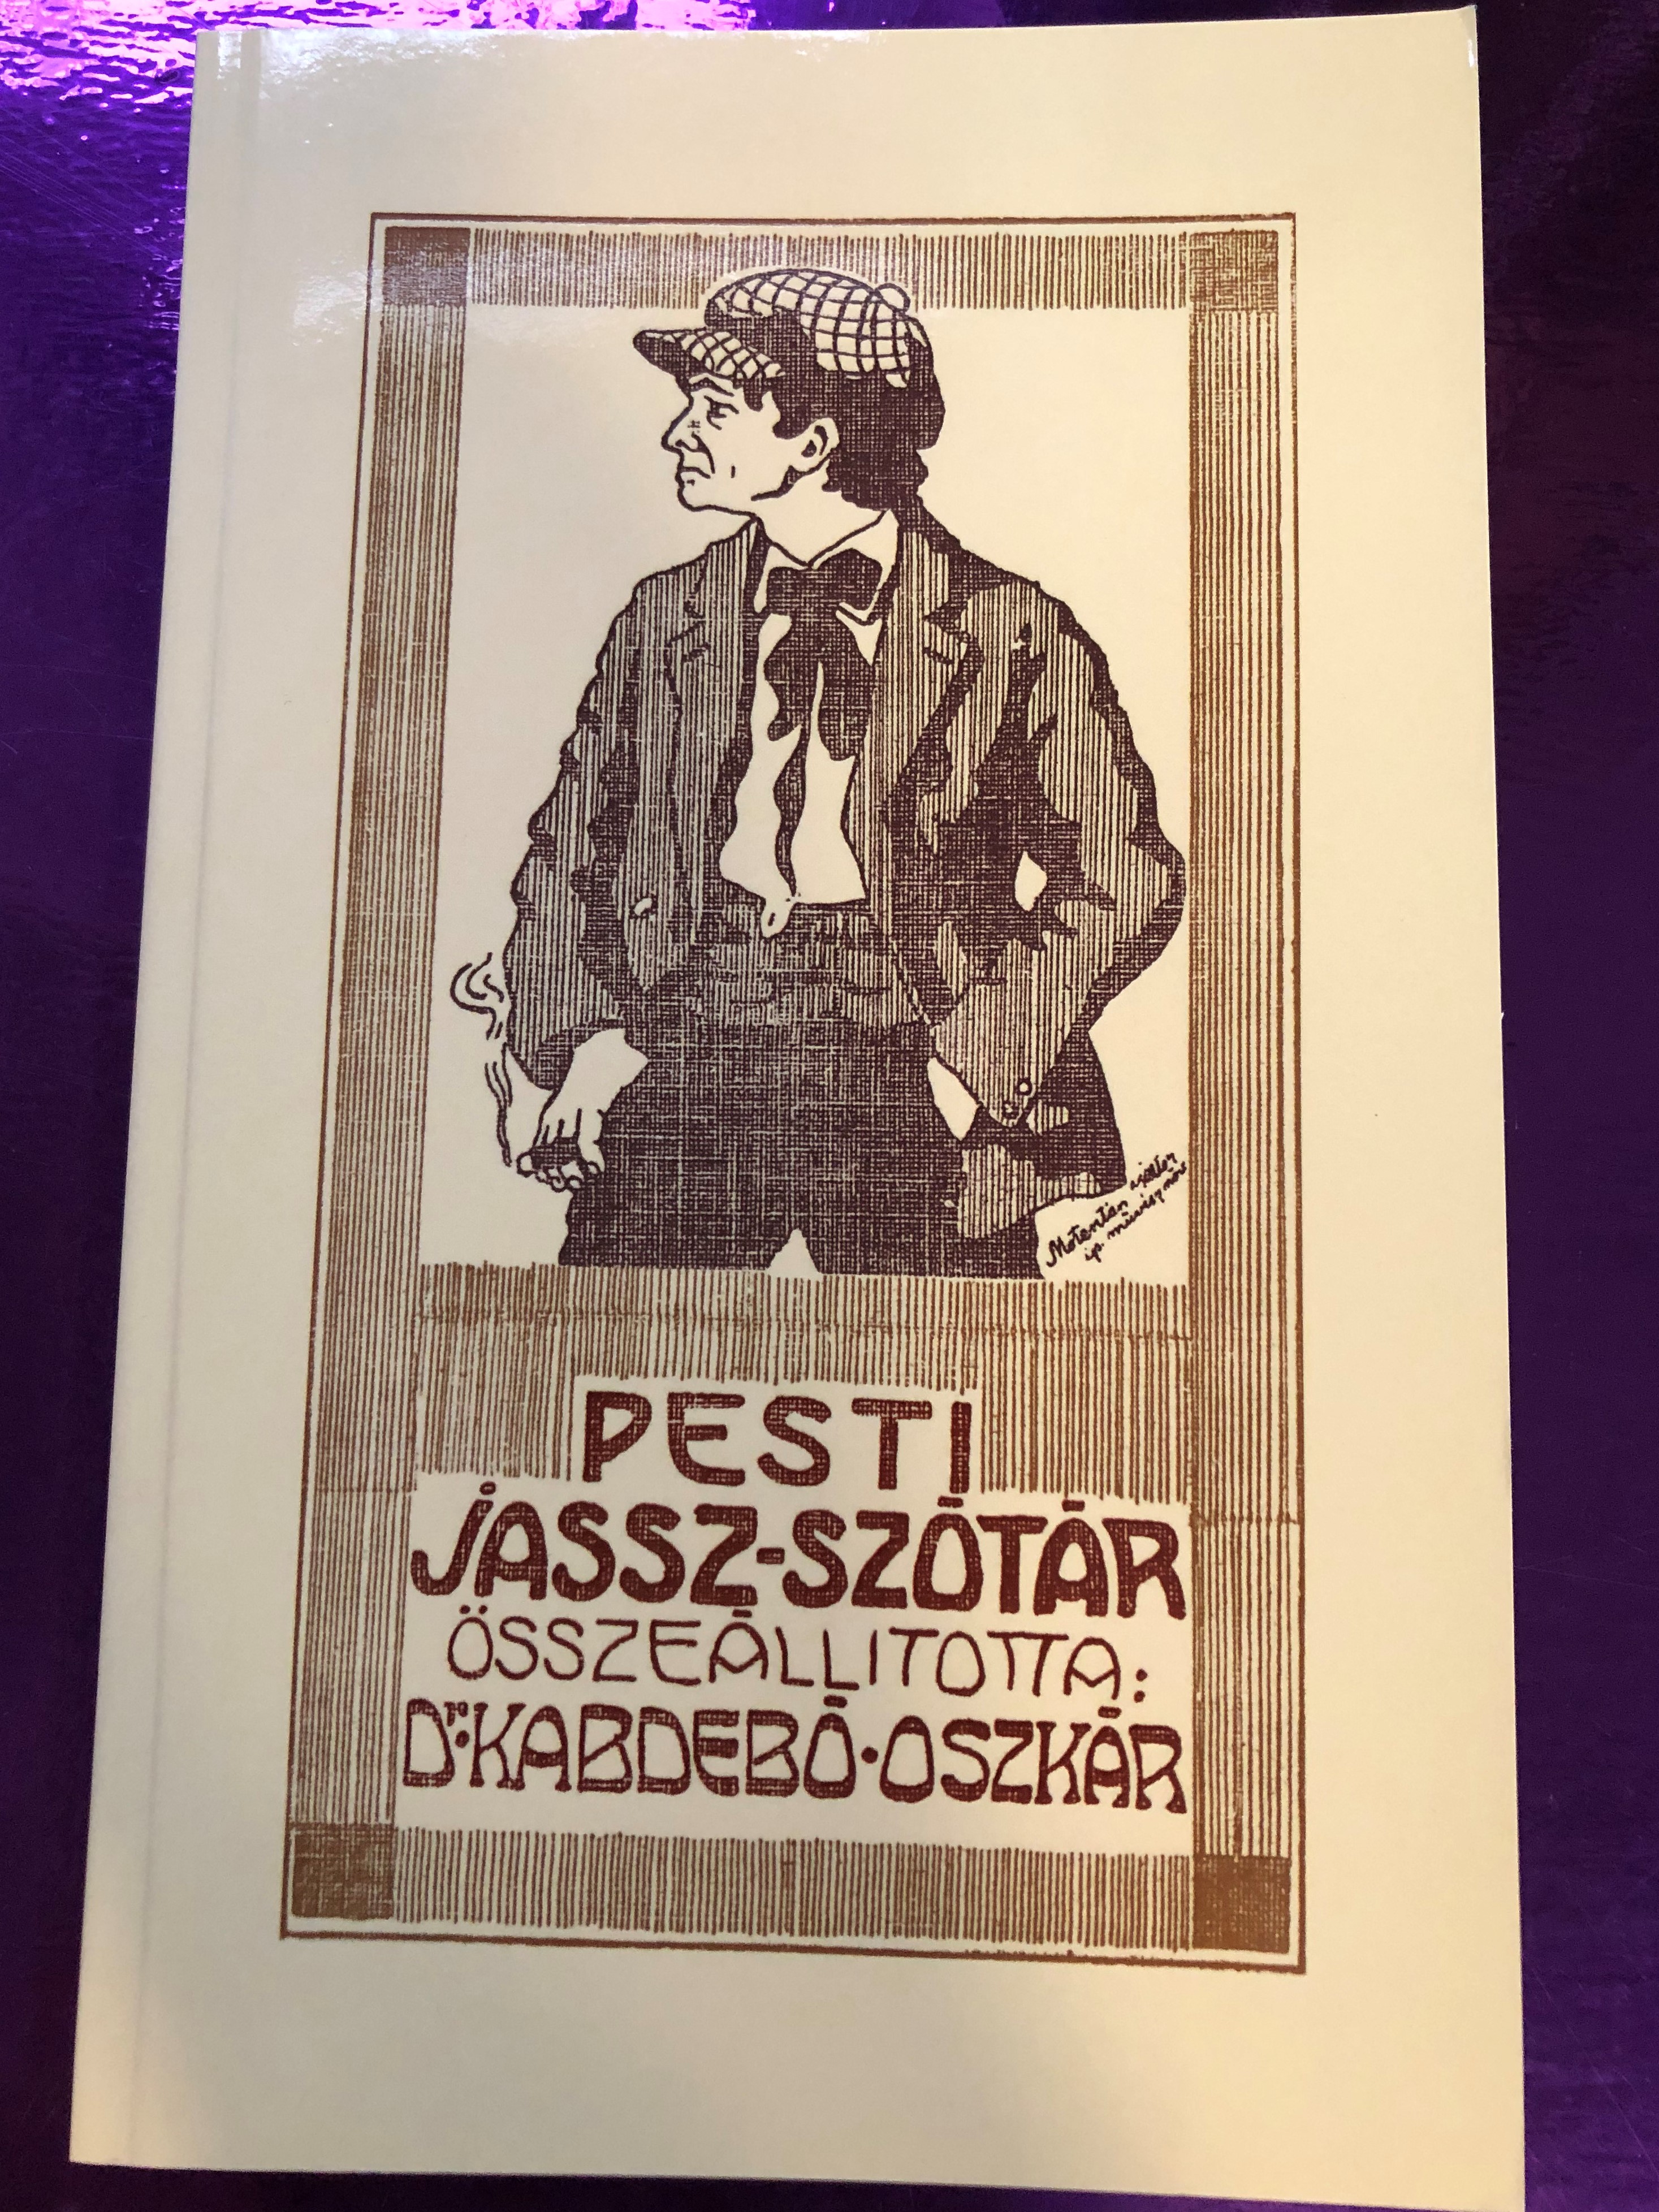 PESTI
JASSZ-SZÓTÁR
ÖSSZEÁLLITOTTA:
Dr. KABDEBÓ·OSZKÁR